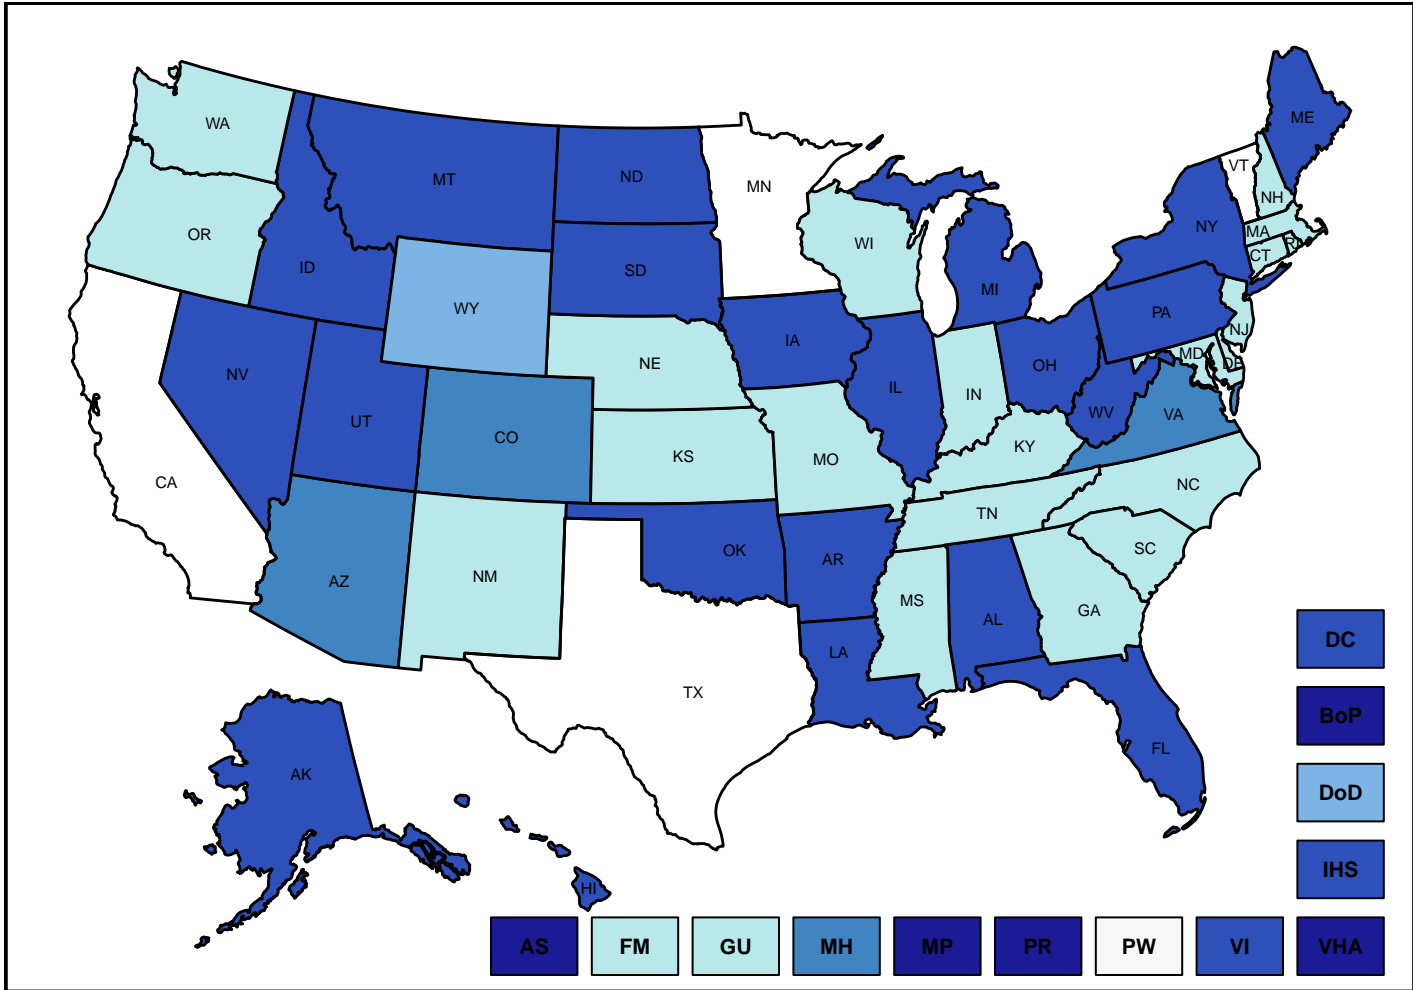 ME
WA
VT
MT
ND
MN
NH
OR
NY
MA
WI
RI
CT
ID
SD
MI
WY
PA
NJ
IA
MD
NE
OH
DE
NV
IL
IN
WV
VA
UT
CO
KY
KS
MO
CA
NC
TN
OK
SC
AR
NM
AZ
MS
GA
AL
DC
LA
TX
BoP
FL
AK
DoD
IHS
HI
AS FM GU MH MP PR PW VI VHA